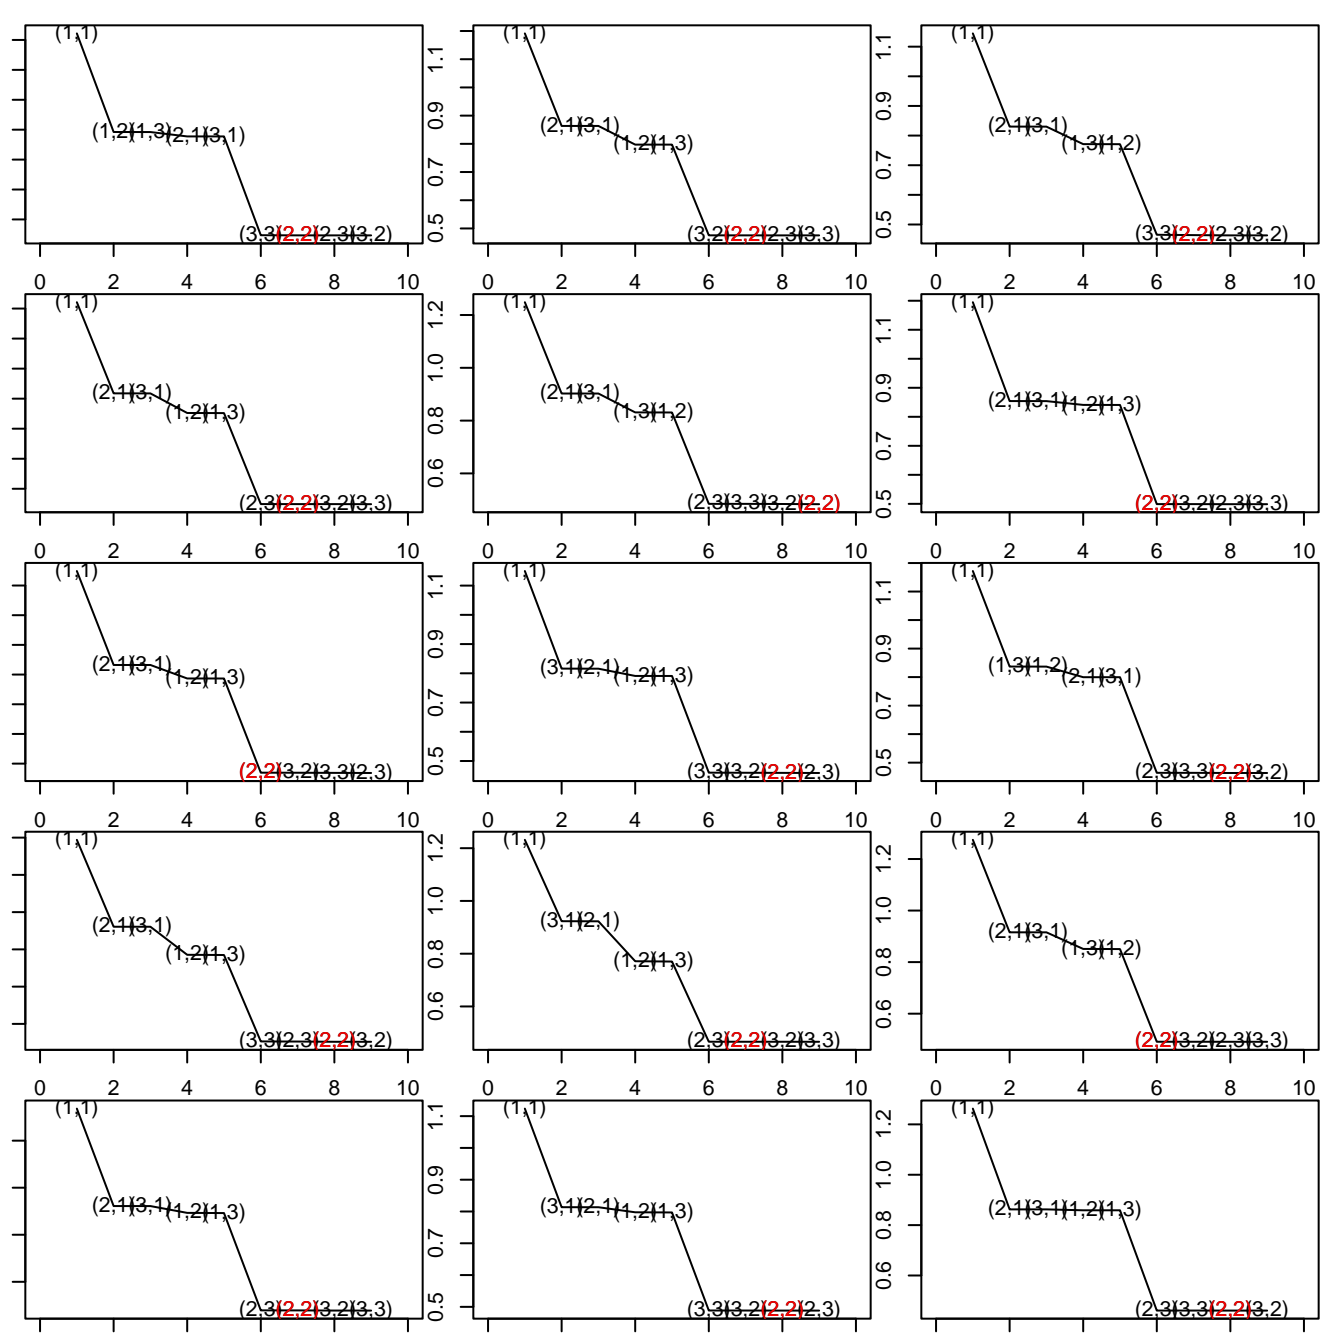 (1,1) (1,1) (1,1)
1.1 1.1
(1,2) (1,3) (2,1) (3,1) (2,1) (3,1) (1,2) (1,3) (2,1) (3,1) (1,3) (1,2)
0.9 0.9
0.7 0.7
0.5 0.5
(3,3) (2,2) (2,3) (3,2) (3,2) (2,2) (2,3) (3,3) (3,3) (2,2) (2,3) (3,2)
0 2 4 6 8 10 0 2 4 6 8 10 0 2 4 6 8 10
(1,1) (1,1) (1,1)
1.2 1.1
1.0 0.9
(2,1) (3,1) (1,2) (1,3) (2,1) (3,1) (1,3) (1,2) (2,1) (3,1) (1,2) (1,3)
0.8 0.7
0.6 0.5
(2,3) (2,2) (3,2) (3,3) (2,3) (3,3) (3,2) (2,2) (2,2) (3,2) (2,3) (3,3)
0 2 4 6 8 10 0 2 4 6 8 10 0 2 4 6 8 10
(1,1) (1,1) (1,1)
1.1 1.1
0.9 0.9
(2,1) (3,1) (1,2) (1,3) (3,1) (2,1) (1,2) (1,3) (1,3) (1,2) (2,1) (3,1)
0.7 0.7
0.5 0.5
(2,2) (3,2) (3,3) (2,3) (3,3) (3,2) (2,2) (2,3) (2,3) (3,3) (2,2) (3,2)
0 2 4 6 8 10 0 2 4 6 8 10 0 2 4 6 8 10
(1,1) (1,1) (1,1)
1.2 1.2
1.0 1.0
(2,1) (3,1) (1,2) (1,3) (3,1) (2,1) (1,2) (1,3) (2,1) (3,1) (1,3) (1,2)
0.8 0.8
0.6 0.6
(3,3) (2,3) (2,2) (3,2) (2,3) (2,2) (3,2) (3,3) (2,2) (3,2) (2,3) (3,3)
0 2 4 6 8 10 0 2 4 6 8 10 0 2 4 6 8 10
(1,1) (1,1) (1,1)
1.1 1.2
0.9 1.0
(2,1) (3,1) (1,2) (1,3) (3,1) (2,1) (1,2) (1,3) (2,1) (3,1) (1,2) (1,3)
0.7 0.8
0.5 0.6
(2,3) (2,2) (3,2) (3,3) (3,3) (3,2) (2,2) (2,3) (2,3) (3,3) (2,2) (3,2)